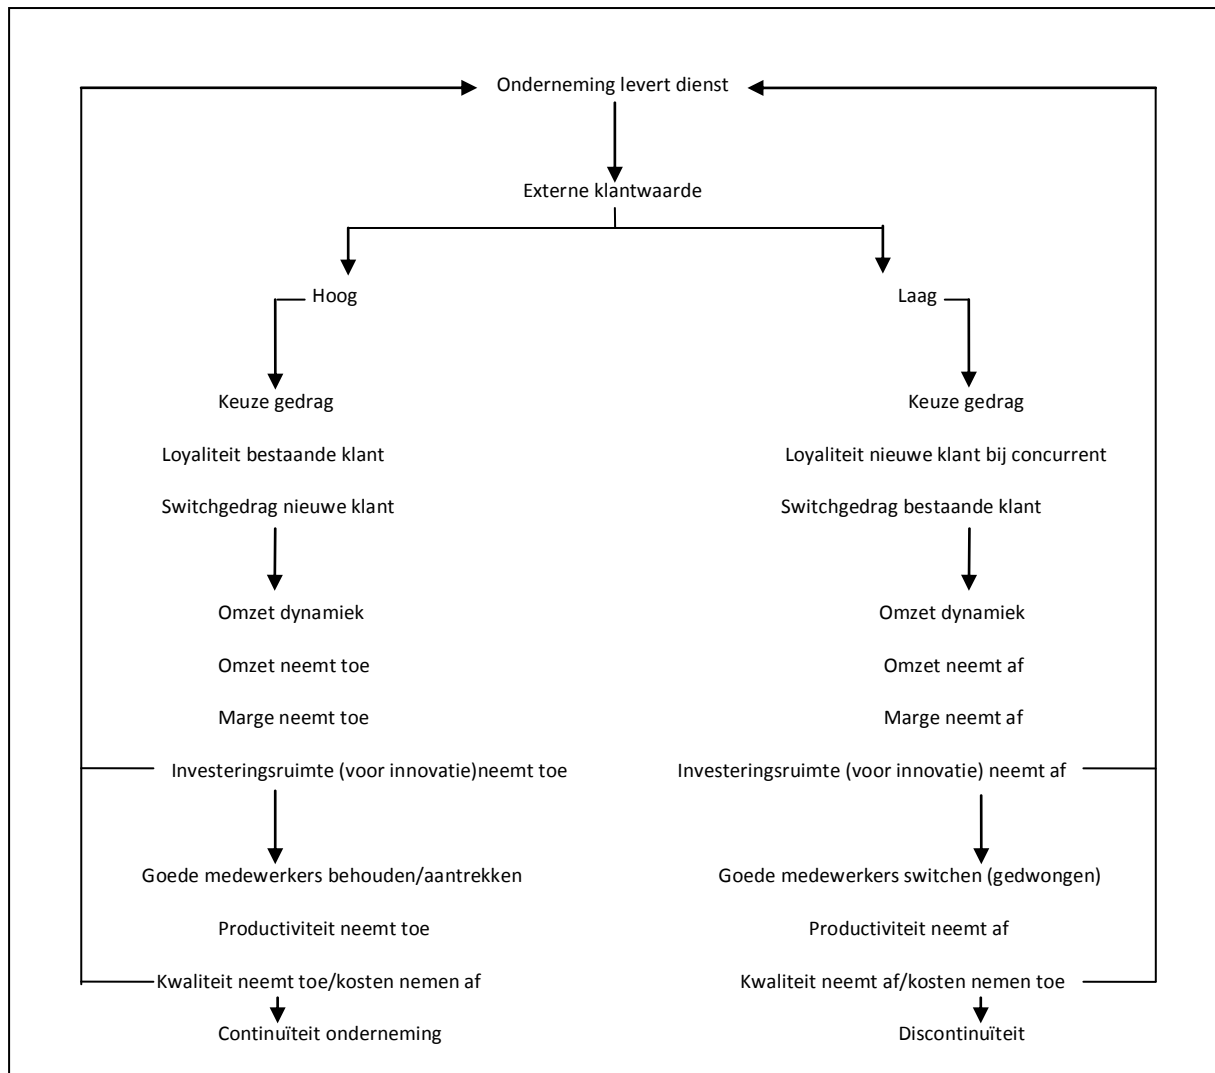 Onderneming levert dienst
Externe klantwaarde
Hoog
Laag
Keuze gedrag
Keuze gedrag
Loyaliteit bestaande klant
Loyaliteit nieuwe klant bij concurrent
Switchgedrag nieuwe klant
Switchgedrag bestaande klant
Omzet dynamiek
Omzet dynamiek
Omzet neemt toe
Omzet neemt af
Marge neemt toe
Marge neemt af
Investeringsruimte (voor innovatie)neemt toe
Investeringsruimte (voor innovatie) neemt af
Goede medewerkers behouden/aantrekken
Goede medewerkers switchen (gedwongen)
Productiviteit neemt toe
Productiviteit neemt af
Kwaliteit neemt toe/kosten nemen af
Kwaliteit neemt af/kosten nemen toe
Continuïteit onderneming
Discontinuïteit